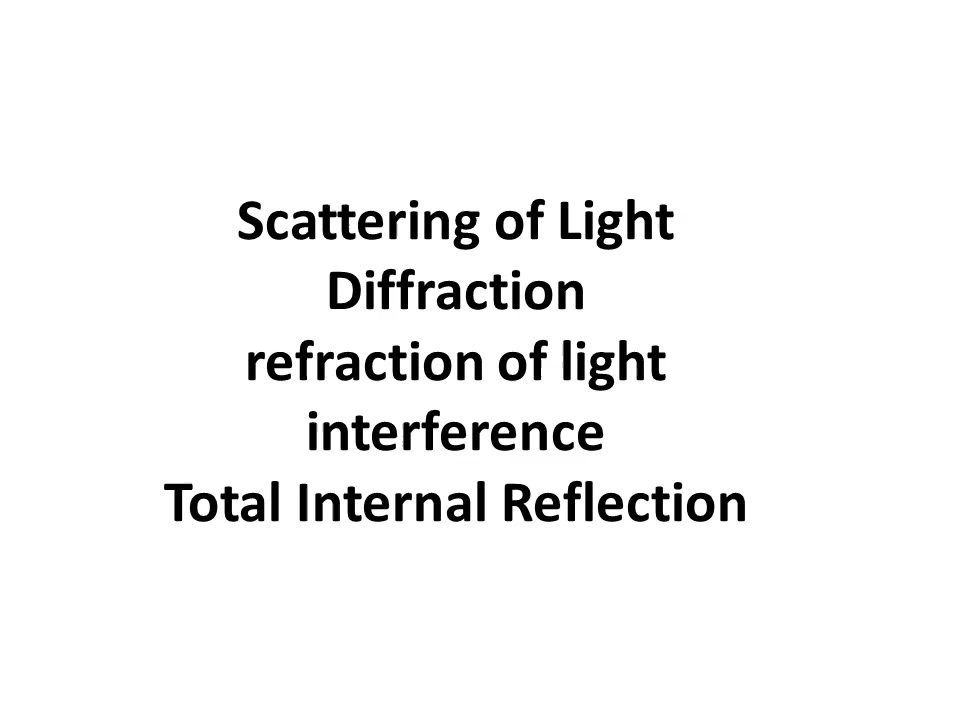 Scattering of Light
Diffraction
refraction of light
interference
Total Internal Reflection